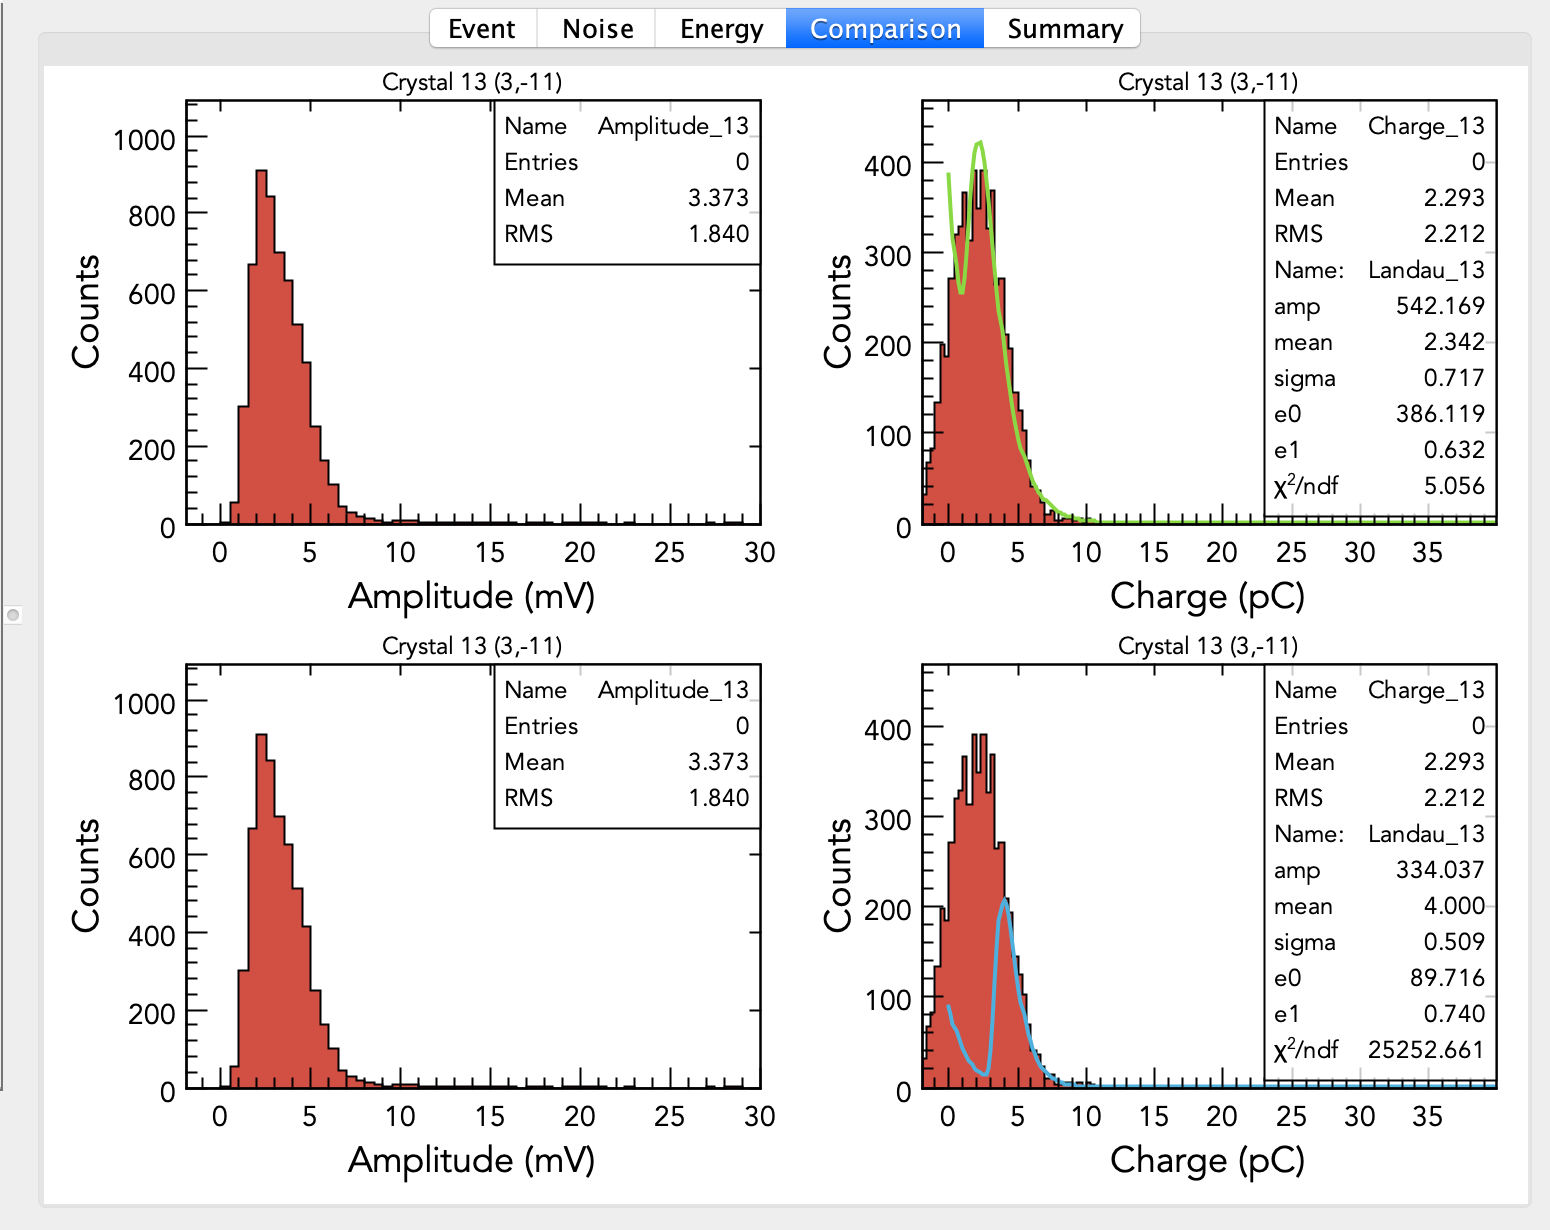 Event Noise Energy Comparison Summary
Crystal 13 (3,-11)
Name Amplitude_13
Entries 0
Mean 3.373
RMS 1.840
Counts
1000
800
600
400
200
0
0 5 10 15 20 25 30
Amplitude (mV)
Crystal 13 (3,-11)
Name Charge_13
Entries 0
Mean 2.293
RMS 2.212
Name: Landau_13
amp 542.169
mean 2.342
sigma 0.717
e0 386.119
e1 0.632
χ²/ndf 5.056
Counts
400
300
200
100
0
0 5 10 15 20 25 30 35
Charge (pC)
Crystal 13 (3,-11)
Name Amplitude_13
Entries 0
Mean 3.373
RMS 1.840
Counts
1000
800
600
400
200
0
0 5 10 15 20 25 30
Amplitude (mV)
Crystal 13 (3,-11)
Name Charge_13
Entries 0
Mean 2.293
RMS 2.212
Name: Landau_13
amp 334.037
mean 4.000
sigma 0.509
e0 89.716
e1 0.740
χ²/ndf 25252.661
Counts
400
300
200
100
0
0 5 10 15 20 25 30 35
Charge (pC)